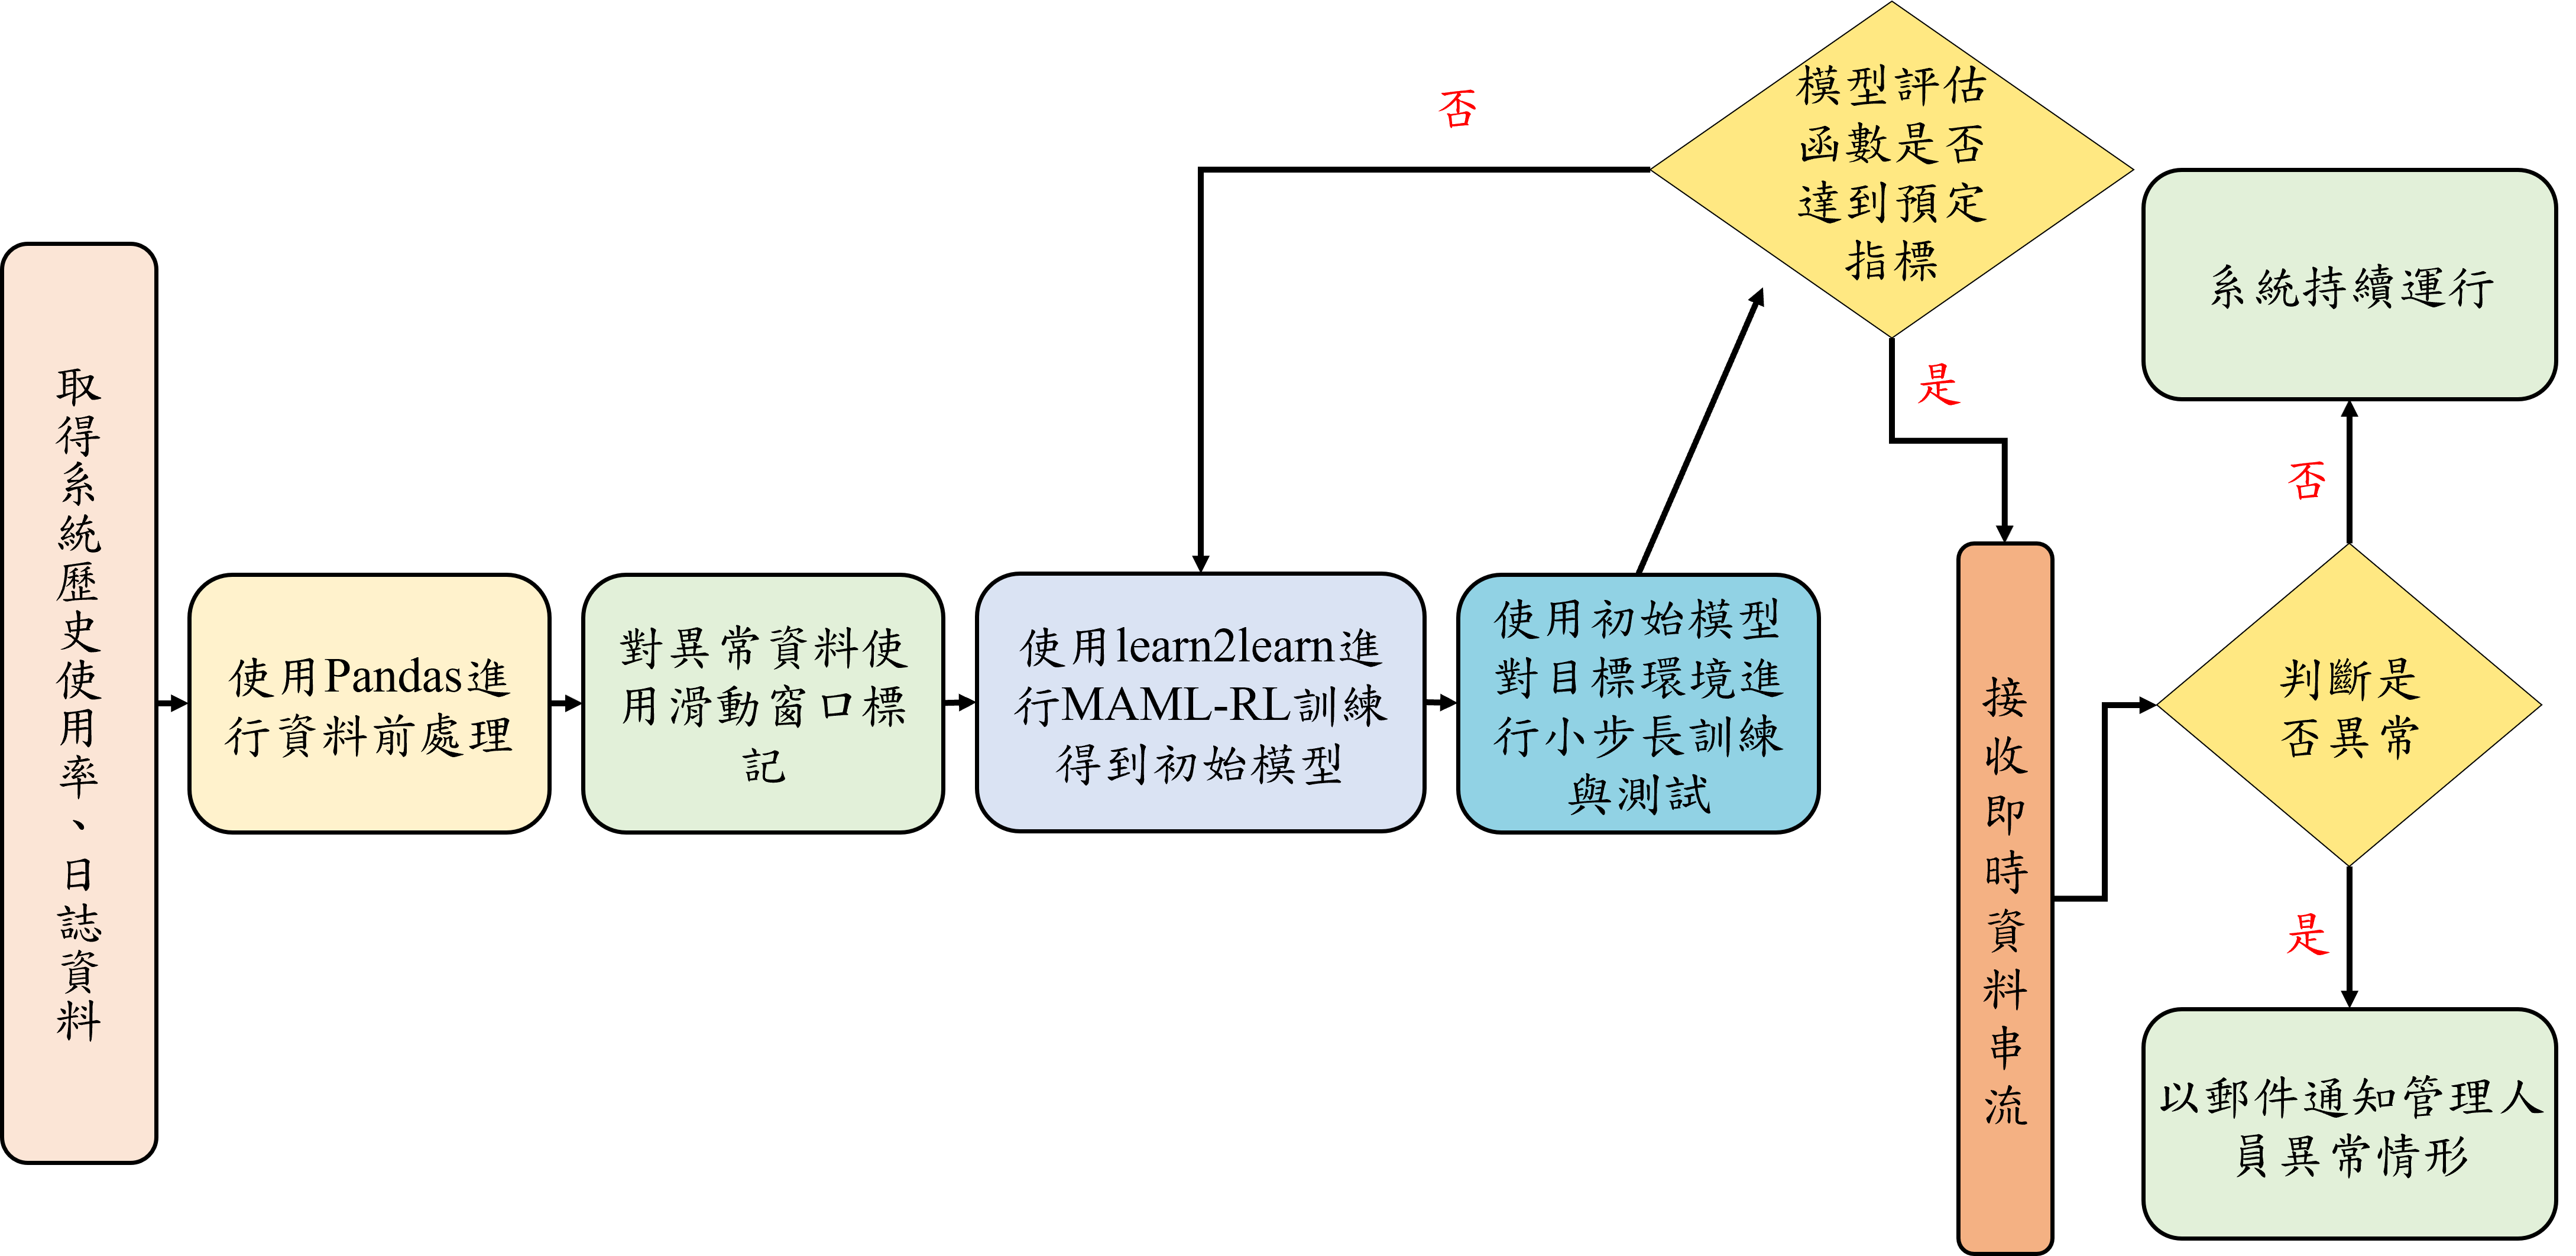 取得系統歷史使用率、日誌資料
使用Pandas進
行資料前處理
對異常資料使
用滑動窗口標
記
使用learn2learn進
行MAML-RL訓練
得到初始模型
使用初始模型
對目標環境進
行小步長訓練
與測試
模型評估
函數是否
達到預定
指標
否
是
接收即時資料串流
判斷是
否異常
否
系統持續運行
是
以郵件通知管理人
員異常情形